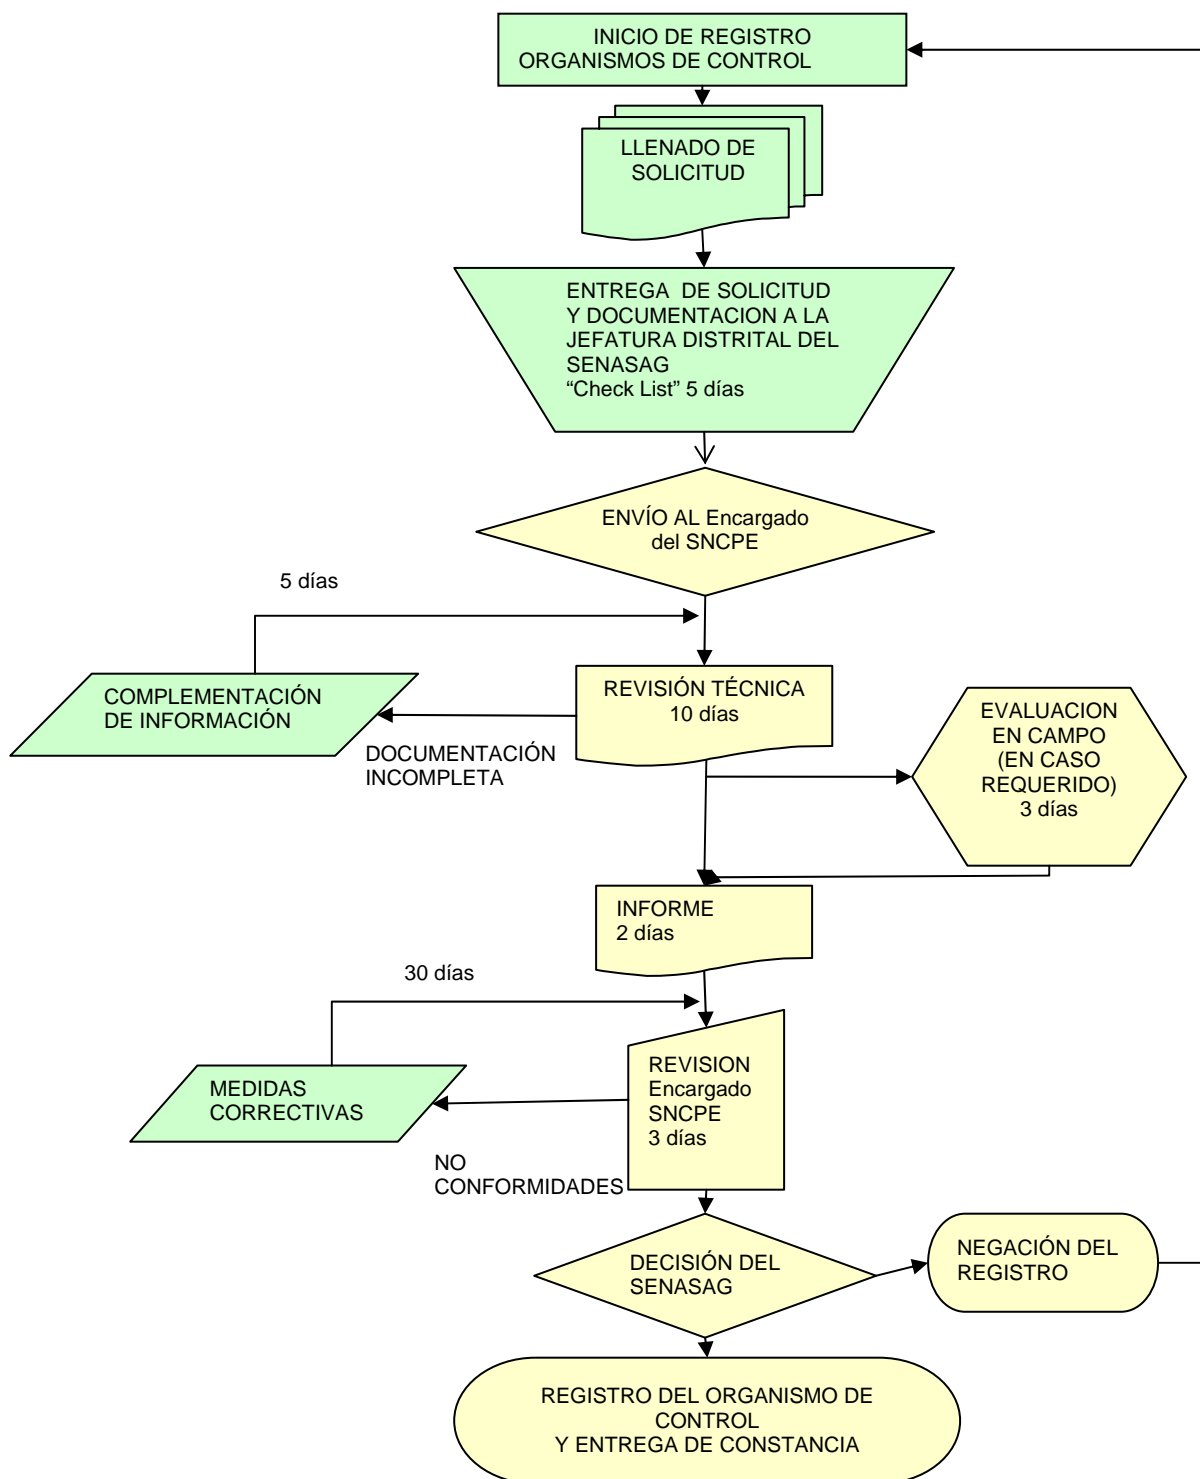 INICIO DE REGISTRO
ORGANISMOS DE CONTROL
LLENADO DE
SOLICITUD
ENTREGA DE SOLICITUD
Y DOCUMENTACION A LA
JEFATURA DISTRITAL DEL
SENASAG
“Check List” 5 días
ENVÍO AL Encargado
del SNCPE
5 días
COMPLEMENTACIÓN
DE INFORMACIÓN
REVISIÓN TÉCNICA
10 días
DOCUMENTACIÓN
INCOMPLETA
EVALUACION
EN CAMPO
(EN CASO
REQUERIDO)
3 días
INFORME
2 días
30 días
REVISION
Encargado
SNCPE
3 días
MEDIDAS
CORRECTIVAS
NO
CONFORMIDADES
DECISIÓN DEL
SENASAG
NEGACIÓN DEL
REGISTRO
REGISTRO DEL ORGANISMO DE
CONTROL
Y ENTREGA DE CONSTANCIA